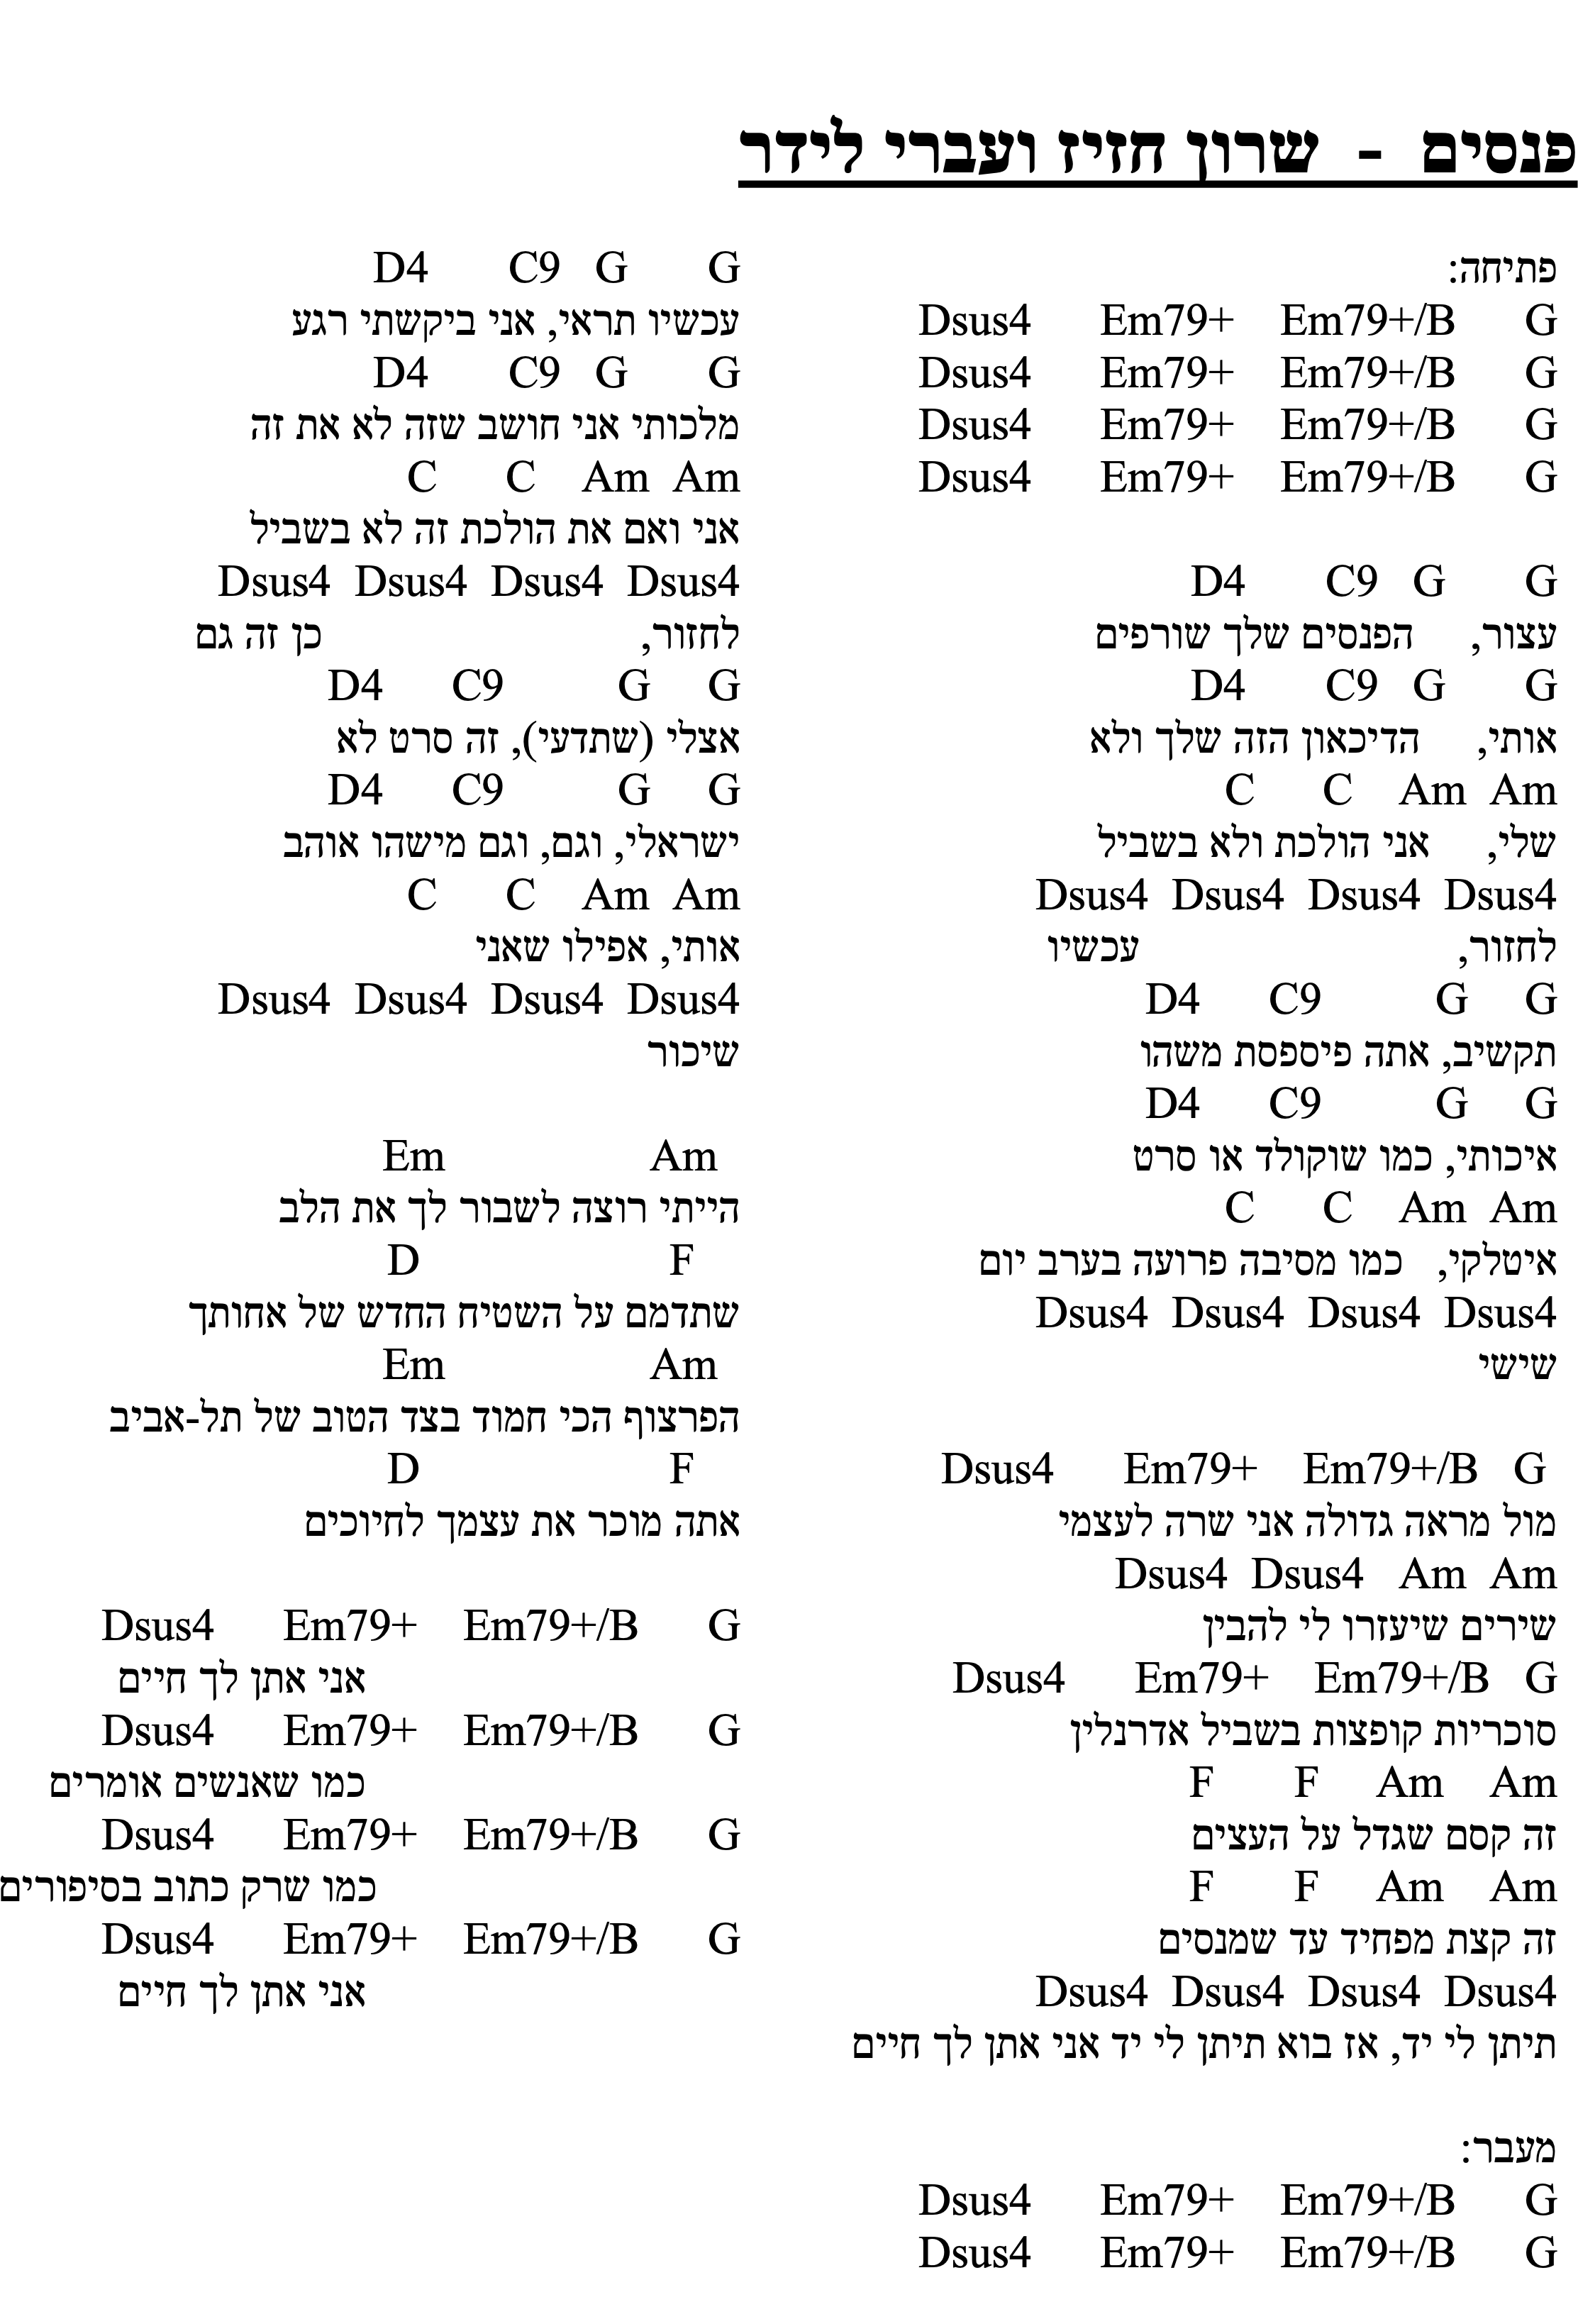 פנסים - שרון חזיז ועברי לידר
פתיחה:
G Em79+/B Em79+ Dsus4
G Em79+/B Em79+ Dsus4
G Em79+/B Em79+ Dsus4
G Em79+/B Em79+ Dsus4
G G C9 D4
עצור, הפנסים שלך שורפים
G G C9 D4
אותי, הדיכאון הזה שלך ולא
Am Am C C
שלי, אני הולכת ולא בשביל
Dsus4 Dsus4 Dsus4 Dsus4
לחזור, עכשיו
G G C9 D4
תקשיב, אתה פיספסת משהו
G G C9 D4
איכותי, כמו שוקולד או סרט
Am Am C C
איטלקי, כמו מסיבה פרועה בערב יום
Dsus4 Dsus4 Dsus4 Dsus4
שישי
G Em79+/B Em79+ Dsus4
מול מראה גדולה אני שרה לעצמי
Am Am Dsus4 Dsus4
שירים שיעזרו לי להבין
G Em79+/B Em79+ Dsus4
סוכריות קופצות בשביל אדרנלין
Am Am F F
זה קסם שגדל על העצים
Am Am F F
זה קצת מפחיד עד שמנסים
Dsus4 Dsus4 Dsus4 Dsus4
תיתן לי יד, אז בוא תיתן לי יד אני אתן לך חיים
מעבר:
G Em79+/B Em79+ Dsus4
G Em79+/B Em79+ Dsus4
G G C9 D4
עכשיו תראי, אני ביקשתי רגע
G G C9 D4
מלכותי אני חושב שזה לא את זה
Am Am C C
אני ואם את הולכת זה לא בשביל
Dsus4 Dsus4 Dsus4 Dsus4
לחזור, כן זה גם
G G C9 D4
אצלי (שתדעי), זה סרט לא
G G C9 D4
ישראלי, וגם, וגם מישהו אוהב
Am Am C C
אותי, אפילו שאני
Dsus4 Dsus4 Dsus4 Dsus4
שיכור
Am Em
הייתי רוצה לשבור לך את הלב
F D
שתדמם על השטיח החדש של אחותך
Am Em
הפרצוף הכי חמוד בצד הטוב של תל-אביב
F D
אתה מוכר את עצמך לחיוכים
G Em79+/B Em79+ Dsus4
אני אתן לך חיים
G Em79+/B Em79+ Dsus4
כמו שאנשים אומרים
G Em79+/B Em79+ Dsus4
כמו שרק כתוב בסיפורים
G Em79+/B Em79+ Dsus4
אני אתן לך חיים